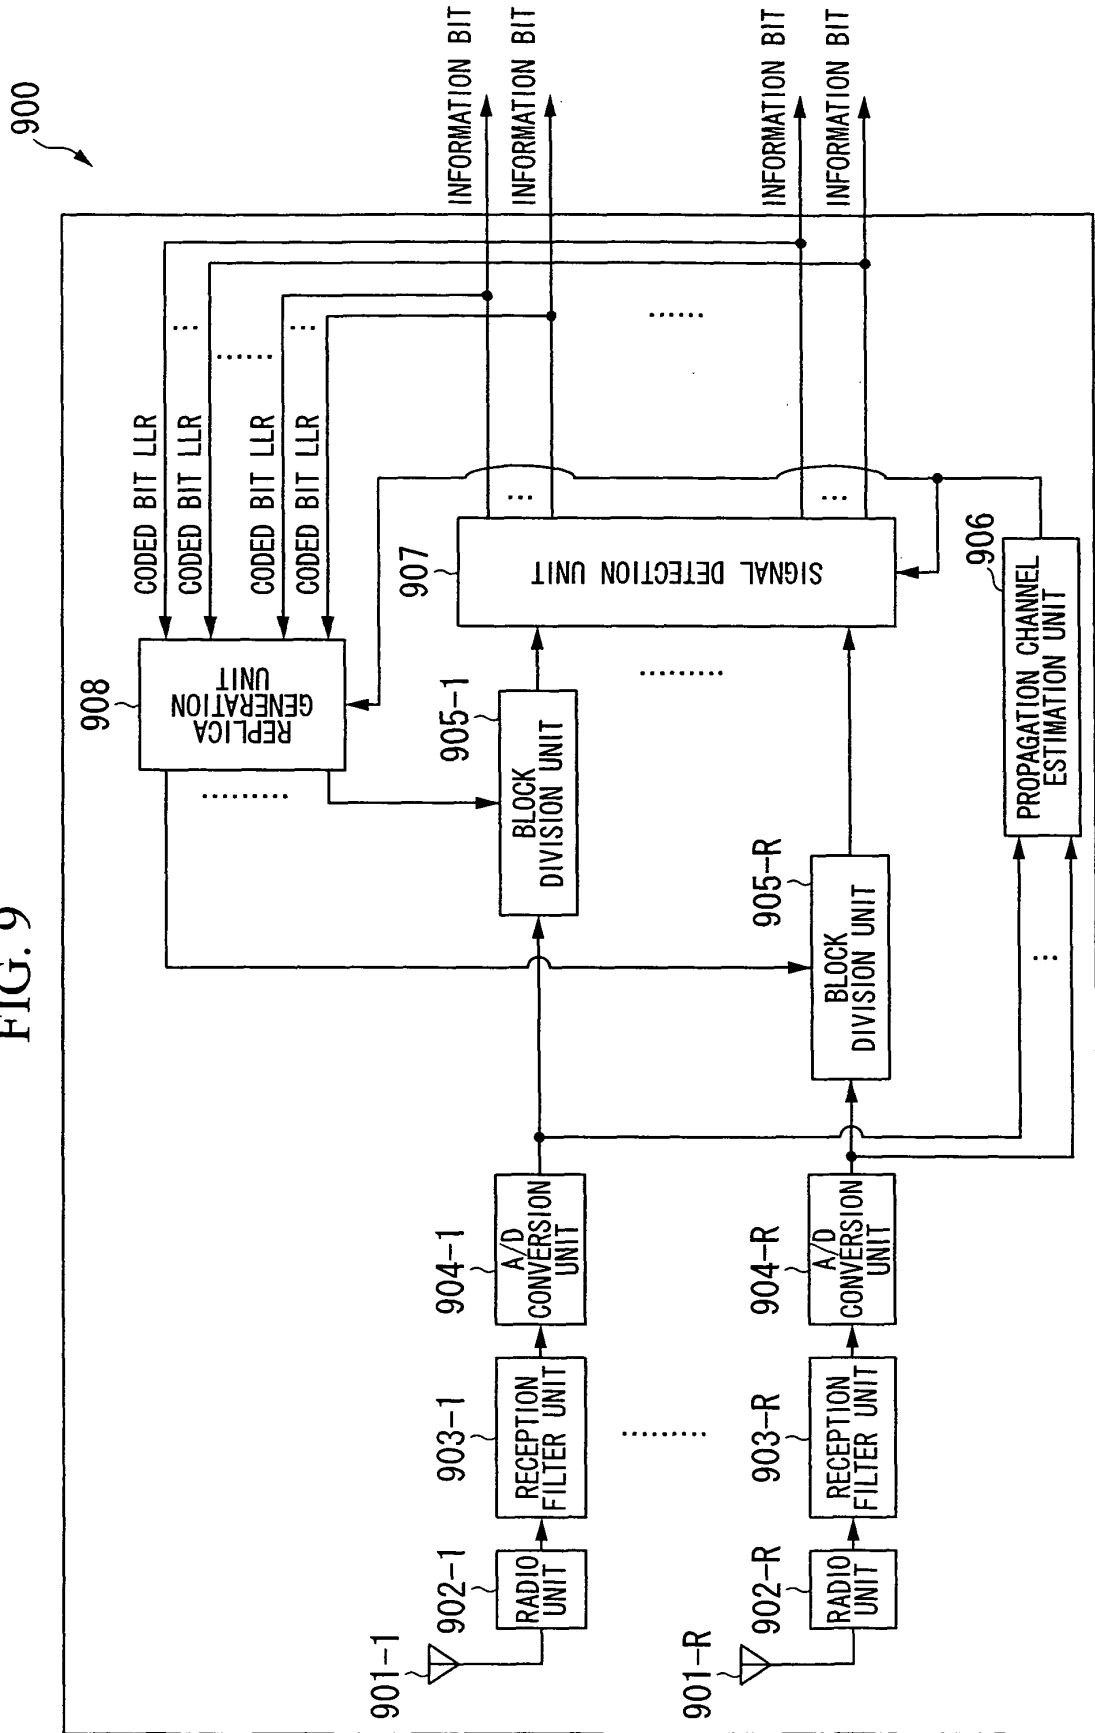 FIG. 9
900
INFORMATION BIT
INFORMATION BIT
INFORMATION BIT
INFORMATION BIT
CODED BIT LLR
CODED BIT LLR
CODED BIT LLR
CODED BIT LLR
908
REPLICA
GENERATION
UNIT
907
SIGNAL DETECTION UNIT
905-1
BLOCK
DIVISION UNIT
905-R
BLOCK
DIVISION UNIT
906
PROPAGATION CHANNEL
ESTIMATION UNIT
901-1
902-1
RADIO
UNIT
903-1
RECEPTION
FILTER UNIT
904-1
A/D
CONVERSION
UNIT
901-R
902-R
RADIO
UNIT
903-R
RECEPTION
FILTER UNIT
904-R
A/D
CONVERSION
UNIT